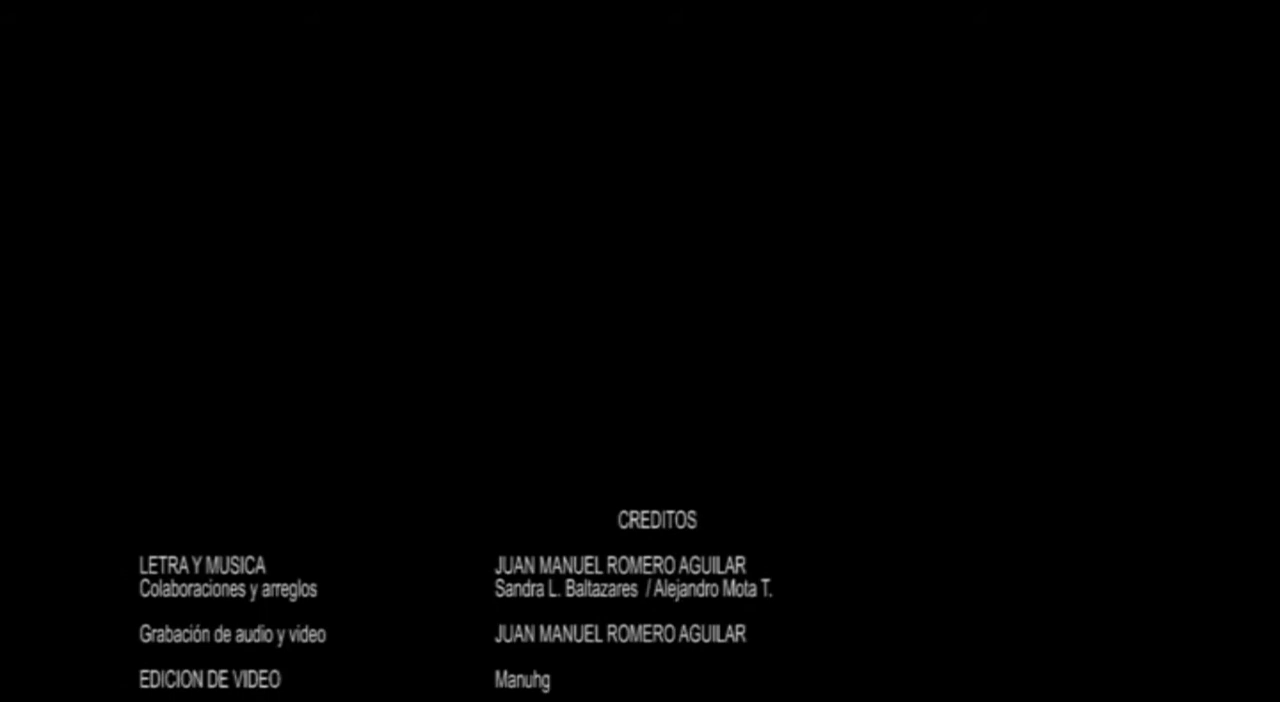 CREDITOS
LETRA Y MUSICA JUAN MANUEL ROMERO AGUILAR
Colaboraciones y arreglos Sandra L. Baltazares / Alejandro Mota T.
Grabación de audio y video JUAN MANUEL ROMERO AGUILAR
EDICION DE VIDEO Manuhg